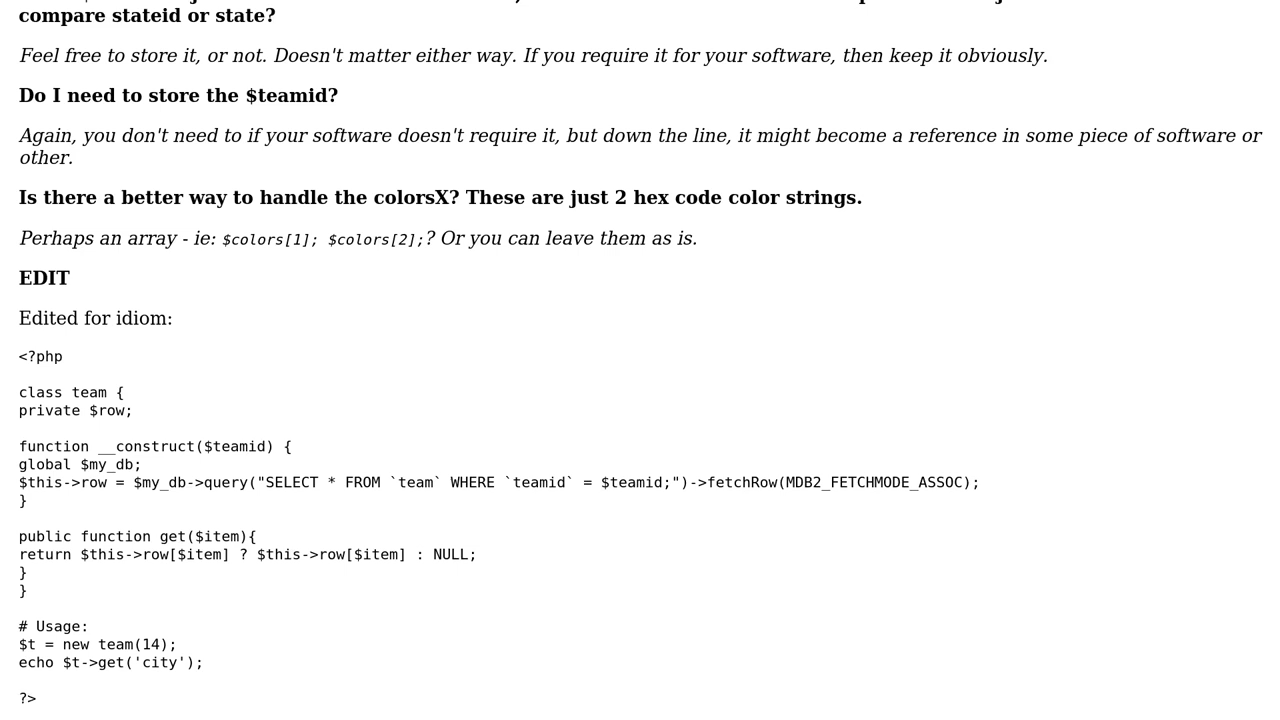 compare stateid or state?
Feel free to store it, or not. Doesn't matter either way. If you require it for your software, then keep it obviously.
Do I need to store the $teamid?
Again, you don't need to if your software doesn't require it, but down the line, it might become a reference in some piece of software or
other.
Is there a better way to handle the colorsX? These are just 2 hex code color strings.
Perhaps an array - ie: $colors[1]; $colors[2];? Or you can leave them as is.
EDIT
Edited for idiom:
<?php
class team {
private $row;
function __construct($teamid) {
global $my_db;
$this->row = $my_db->query("SELECT * FROM `team` WHERE `teamid` = $teamid;")->fetchRow(MDB2_FETCHMODE_ASSOC);
}
public function get($item){
return $this->row[$item] ? $this->row[$item] : NULL;
}
}
# Usage:
$t = new team(14);
echo $t->get('city');
?>